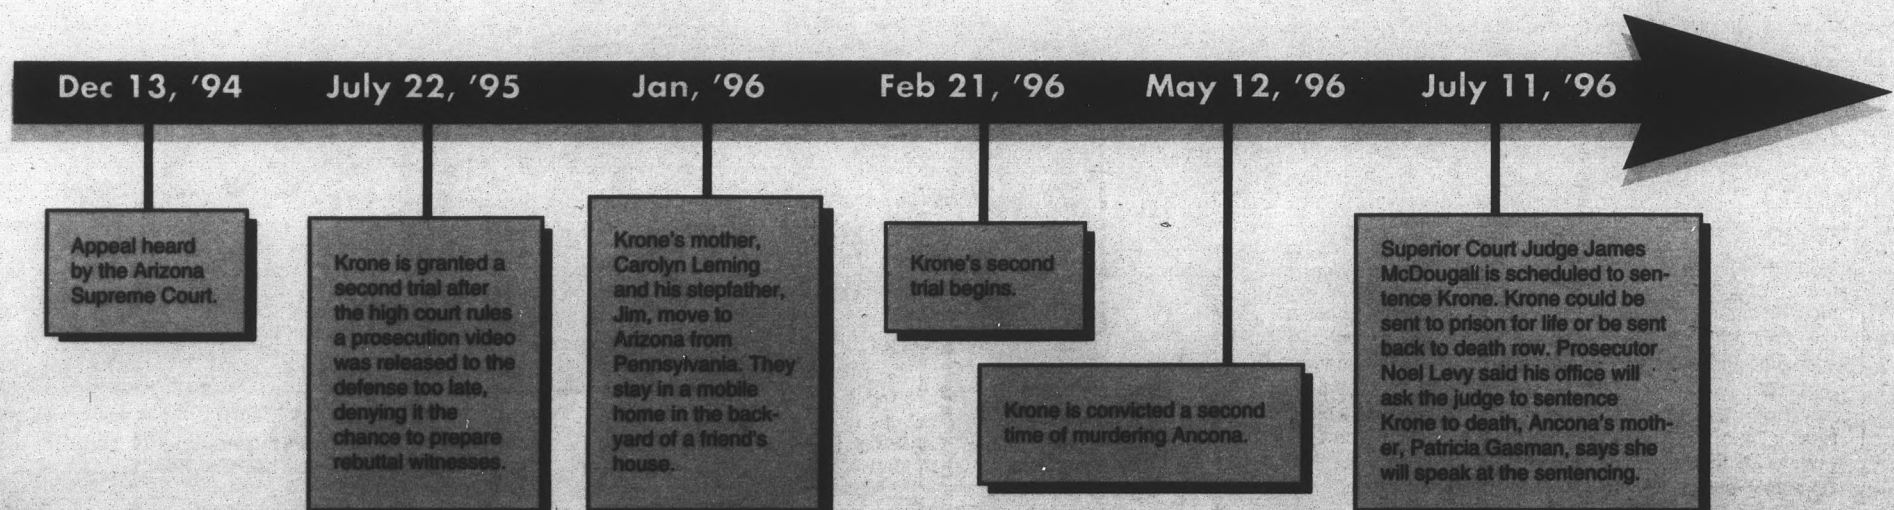 Dec 13, '94
July 22, '95
Jan, '96
Feb 21, '96
May 12, '96
July 11, '96
Appeal heard
by the Arizona
Supreme Court.
Krone is granted a
second trial after
the high court rules
a prosecution video
was released to the
defense too late,
denying it the
chance to prepare
rebuttal witnesses.
Krone's mother,
Carolyn Leming
and his stepfather,
Jim, move to
Arizona from
Pennsylvania. They
stay in a mobile
home in the back-
yard of a friend's
house.
Krone's second
trial begins.
Krone is convicted a second
time of murdering Ancona.
Superior Court Judge James
McDougall is scheduled to sen-
tence Krone. Krone could be
sent to prison for life or be sent
back to death row. Prosecutor
Noel Levy said his office will
ask the judge to sentence
Krone to death, Ancona's moth-
er, Patricia Gasman, says she
will speak at the sentencing.